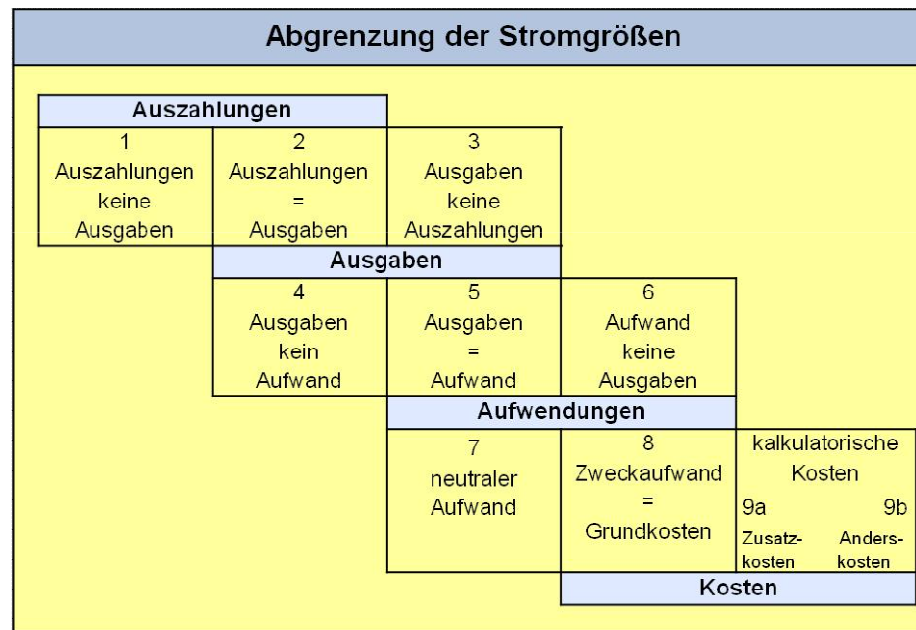 Abgrenzung der Stromgrößen
Auszahlungen
1
Auszahlungen
keine
Ausgaben
2
Auszahlungen
=
Ausgaben
3
Ausgaben
keine
Auszahlungen
Ausgaben
4
Ausgaben
kein
Aufwand
5
Ausgaben
=
Aufwand
6
Aufwand
keine
Ausgaben
Aufwendungen
7
neutraler
Aufwand
8
Zweckaufwand
=
Grundkosten
kalkulatorische
Kosten
9a
Zusatz-
kosten
9b
Anders-
kosten
Kosten